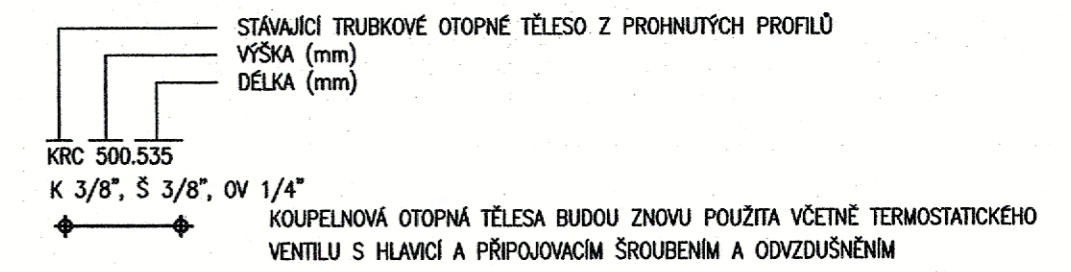 STÁVAJÍCÍ TRUBKOVÉ OTOPNÉ TĚLESO Z PROHNUTÝCH PROFILŮ
VÝŠKA (mm)
DÉLKA (mm)
KRC 500.535
K 3/8", Š 3/8", OV 1/4"
KOUPELNOVÁ OTOPNÁ TĚLESA BUDOU ZNOVU POUŽITA VČETNĚ TERMOSTATICKÉHO
VENTILU S HLAVICÍ A PŘIPOJOVACÍM ŠROUBENÍM A ODVZDUŠNĚNÍM